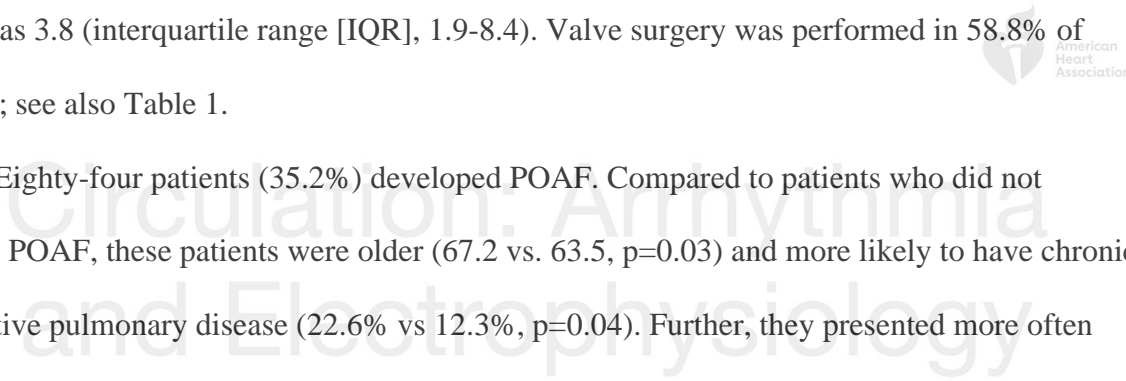 as 3.8 (interquartile range [IQR], 1.9-8.4). Valve surgery was performed in 58.8% of
American
Heart
Association
; see also Table 1.
Eighty-four patients (35.2%) developed POAF. Compared to patients who did not
Circulation: Arrhythmia
POAF, these patients were older (67.2 vs. 63.5, p=0.03) and more likely to have chronic
tive pulmonary disease (22.6% vs 12.3%, p=0.04). Further, they presented more often
and Electrophysiology